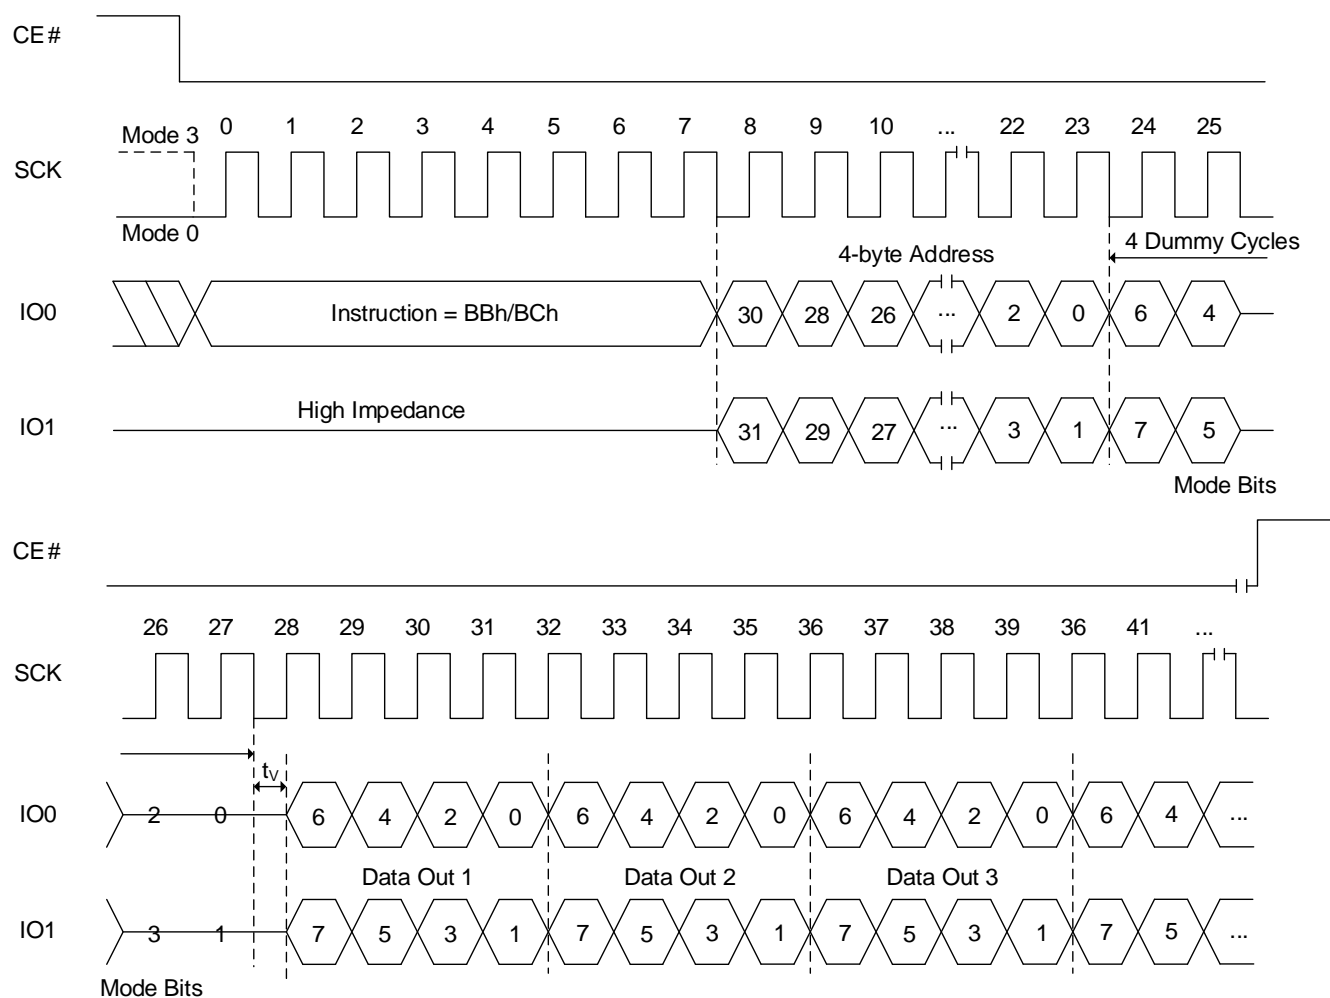 CE#
Mode 3 0 1 2 3 4 5 6 7 8 9 10 ... 22 23 24 25
SCK
Mode 0
4-byte Address 4 Dummy Cycles
IO0 Instruction = BBh/BCh 30 28 26 ... 2 0 6 4
High Impedance
IO1 31 29 27 ... 3 1 7 5
Mode Bits
CE#
26 27 28 29 30 31 32 33 34 35 36 37 38 39 36 41 ...
SCK
tV
IO0 2 0 6 4 2 0 6 4 2 0 6 4 2 0 6 4 ...
Data Out 1 Data Out 2 Data Out 3
IO1 3 1 7 5 3 1 7 5 3 1 7 5 3 1 7 5 ...
Mode Bits